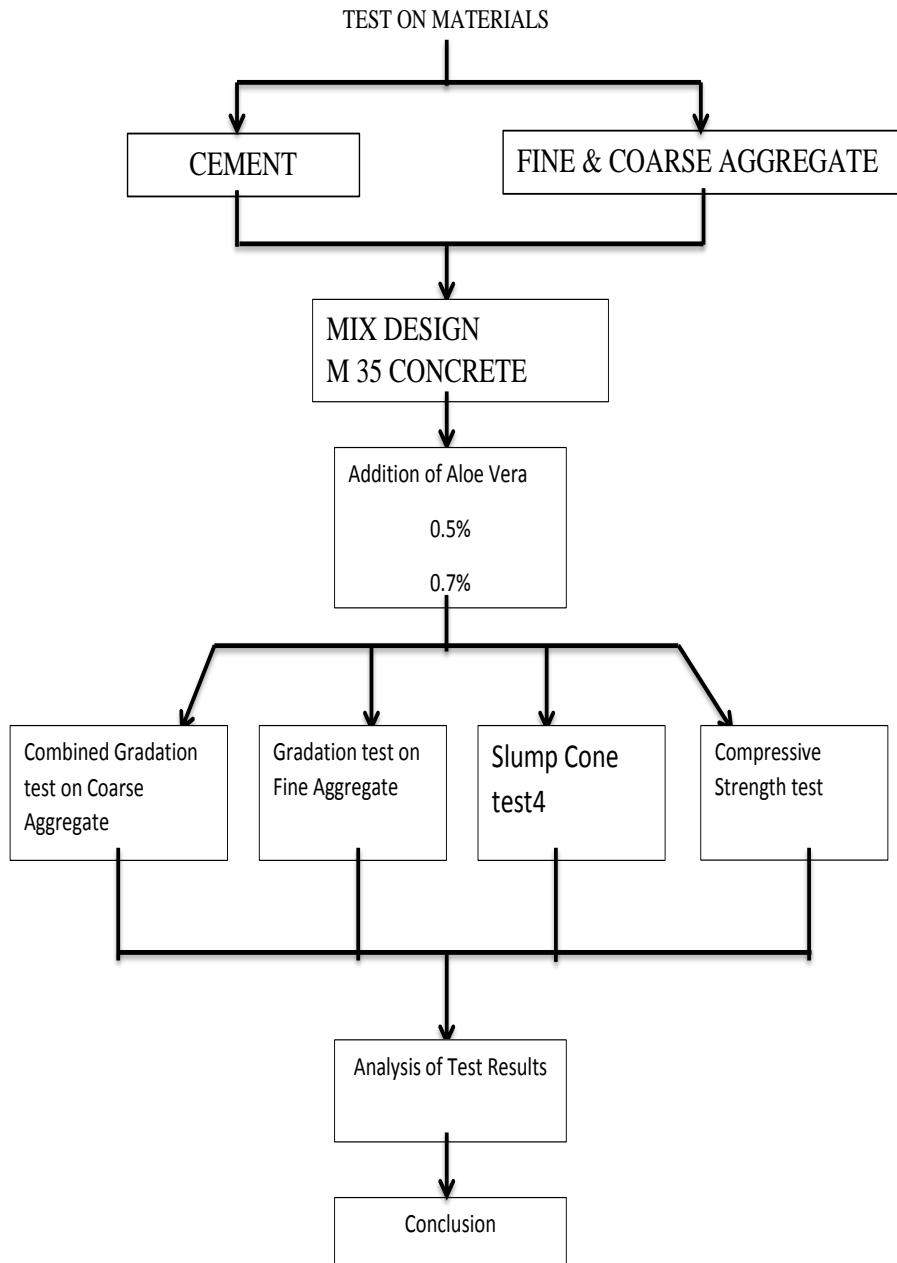 TEST ON MATERIALS
CEMENT
FINE & COARSE AGGREGATE
MIX DESIGN
M 35 CONCRETE
Addition of Aloe Vera
0.5%
0.7%
Combined Gradation
test on Coarse
Aggregate
Gradation test on
Fine Aggregate
Slump Cone
test4
Compressive
Strength test
Analysis of Test Results
Conclusion